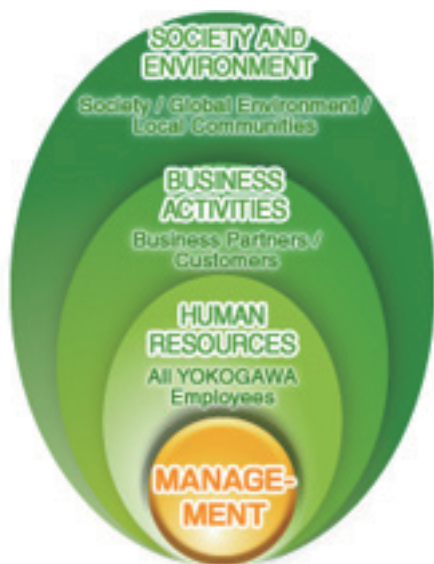 SOCIETY AND
ENVIRONMENT
Society / Global Environment /
Local Communities
BUSINESS
ACTIVITIES
Business Partners /
Customers
HUMAN
RESOURCES
All YOKOGAWA
Employees
MANAGE-
MENT